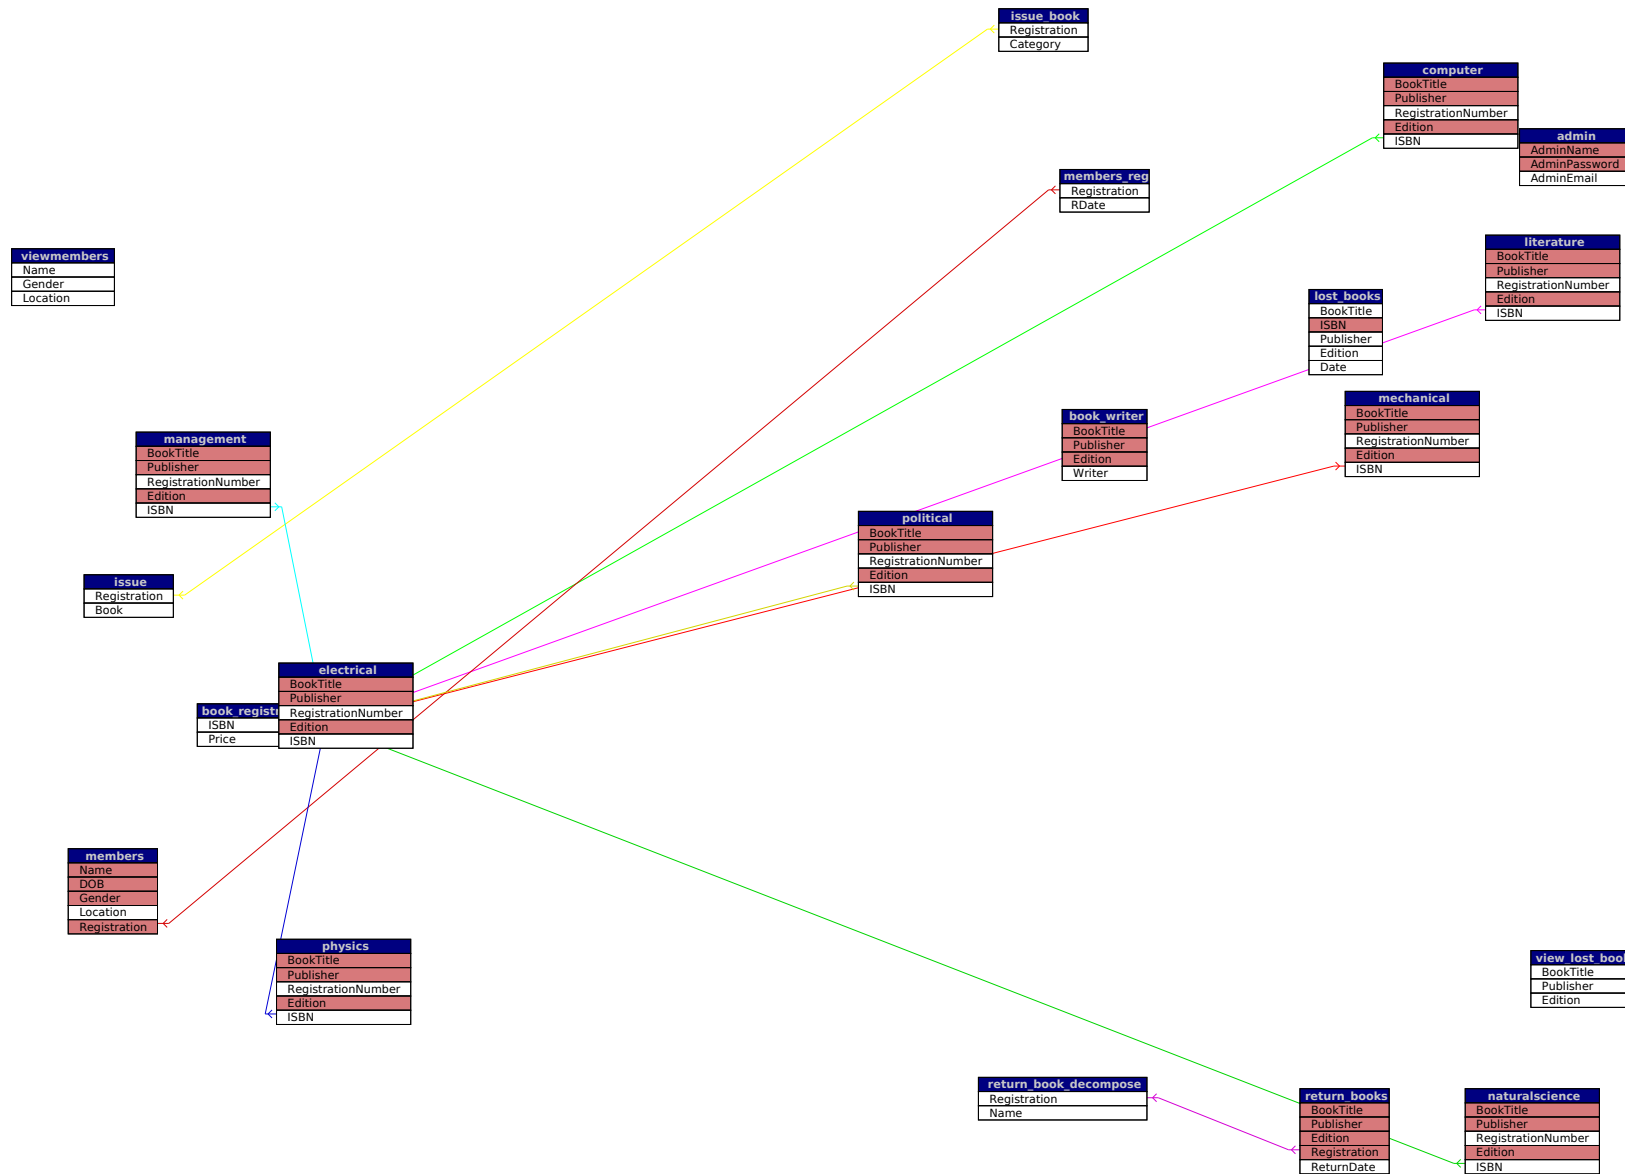 issue_book
Registration
Category
computer
BookTitle
Publisher
RegistrationNumber
Edition
ISBN
admin
AdminName
AdminPassword
AdminEmail
members_reg
Registration
RDate
literature
BookTitle
Publisher
RegistrationNumber
Edition
ISBN
viewmembers
Name
Gender
Location
lost_books
BookTitle
ISBN
Publisher
Edition
Date
mechanical
BookTitle
Publisher
RegistrationNumber
Edition
ISBN
book_writer
BookTitle
Publisher
Edition
Writer
management
BookTitle
Publisher
RegistrationNumber
Edition
ISBN
political
BookTitle
Publisher
RegistrationNumber
Edition
ISBN
issue
Registration
Book
electrical
BookTitle
Publisher
RegistrationNumber
Edition
ISBN
book_registr
ISBN
Price
members
Name
DOB
Gender
Location
Registration
physics
BookTitle
Publisher
RegistrationNumber
Edition
ISBN
view_lost_book
BookTitle
Publisher
Edition
return_book_decompose
Registration
Name
return_books
BookTitle
Publisher
Edition
Registration
ReturnDate
naturalscience
BookTitle
Publisher
RegistrationNumber
Edition
ISBN